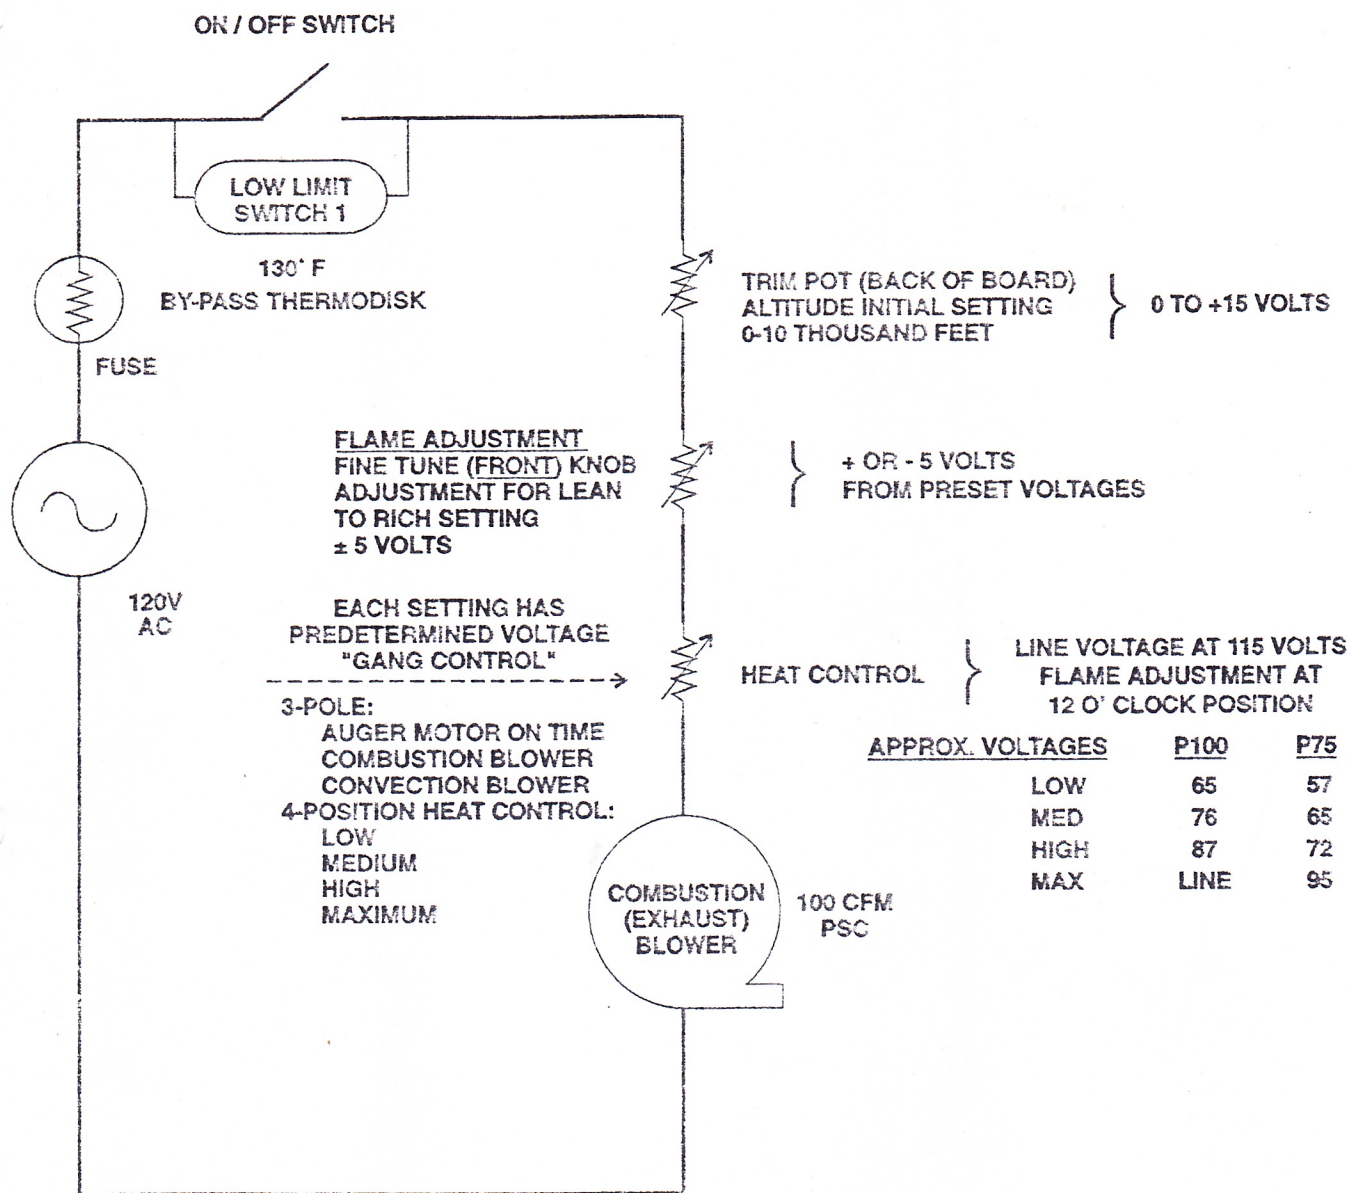 ON / OFF SWITCH
LOW LIMIT
SWITCH 1
130° F
BY-PASS THERMODISK
FUSE
120V
AC
TRIM POT (BACK OF BOARD)
ALTITUDE INITIAL SETTING
0-10 THOUSAND FEET
0 TO +15 VOLTS
FLAME ADJUSTMENT
FINE TUNE (FRONT) KNOB
ADJUSTMENT FOR LEAN
TO RICH SETTING
± 5 VOLTS
+ OR - 5 VOLTS
FROM PRESET VOLTAGES
EACH SETTING HAS
PREDETERMINED VOLTAGE
"GANG CONTROL"
3-POLE:
AUGER MOTOR ON TIME
COMBUSTION BLOWER
CONVECTION BLOWER
4-POSITION HEAT CONTROL:
LOW
MEDIUM
HIGH
MAXIMUM
HEAT CONTROL
LINE VOLTAGE AT 115 VOLTS
FLAME ADJUSTMENT AT
12 O' CLOCK POSITION
APPROX. VOLTAGES P100 P75
LOW 65 57
MED 76 65
HIGH 87 72
MAX LINE 95
COMBUSTION
(EXHAUST)
BLOWER
100 CFM
PSC